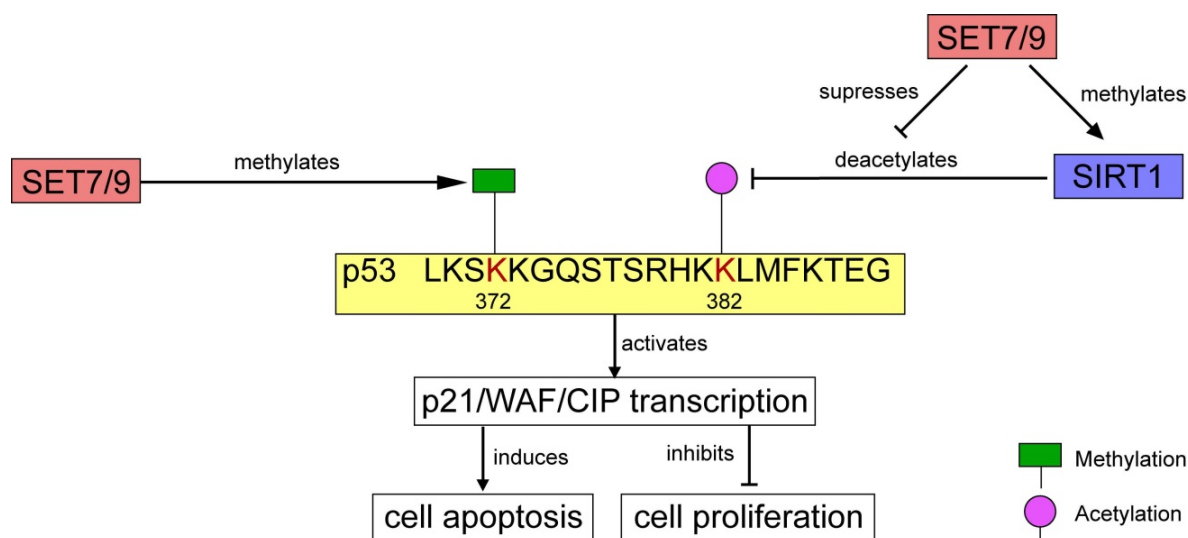 SET7/9
supresses
methylates
methylates
deacetylates
SET7/9
SIRT1
p53 LKSKKGQSTSRHKKLMFKTEG
372 382
activates
p21/WAF/CIP transcription
induces
inhibits
cell apoptosis
cell proliferation
Methylation
Acetylation